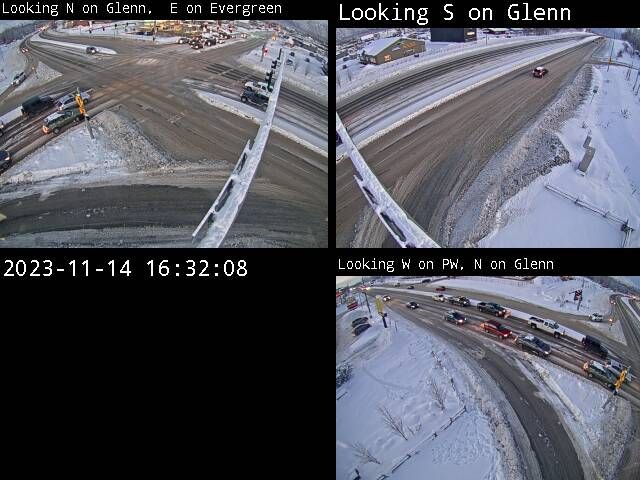 Looking N on Glenn,  E on Evergreen
Looking S on Glenn
2023-11-14 16:32:08
Looking W on PW, N on Glenn